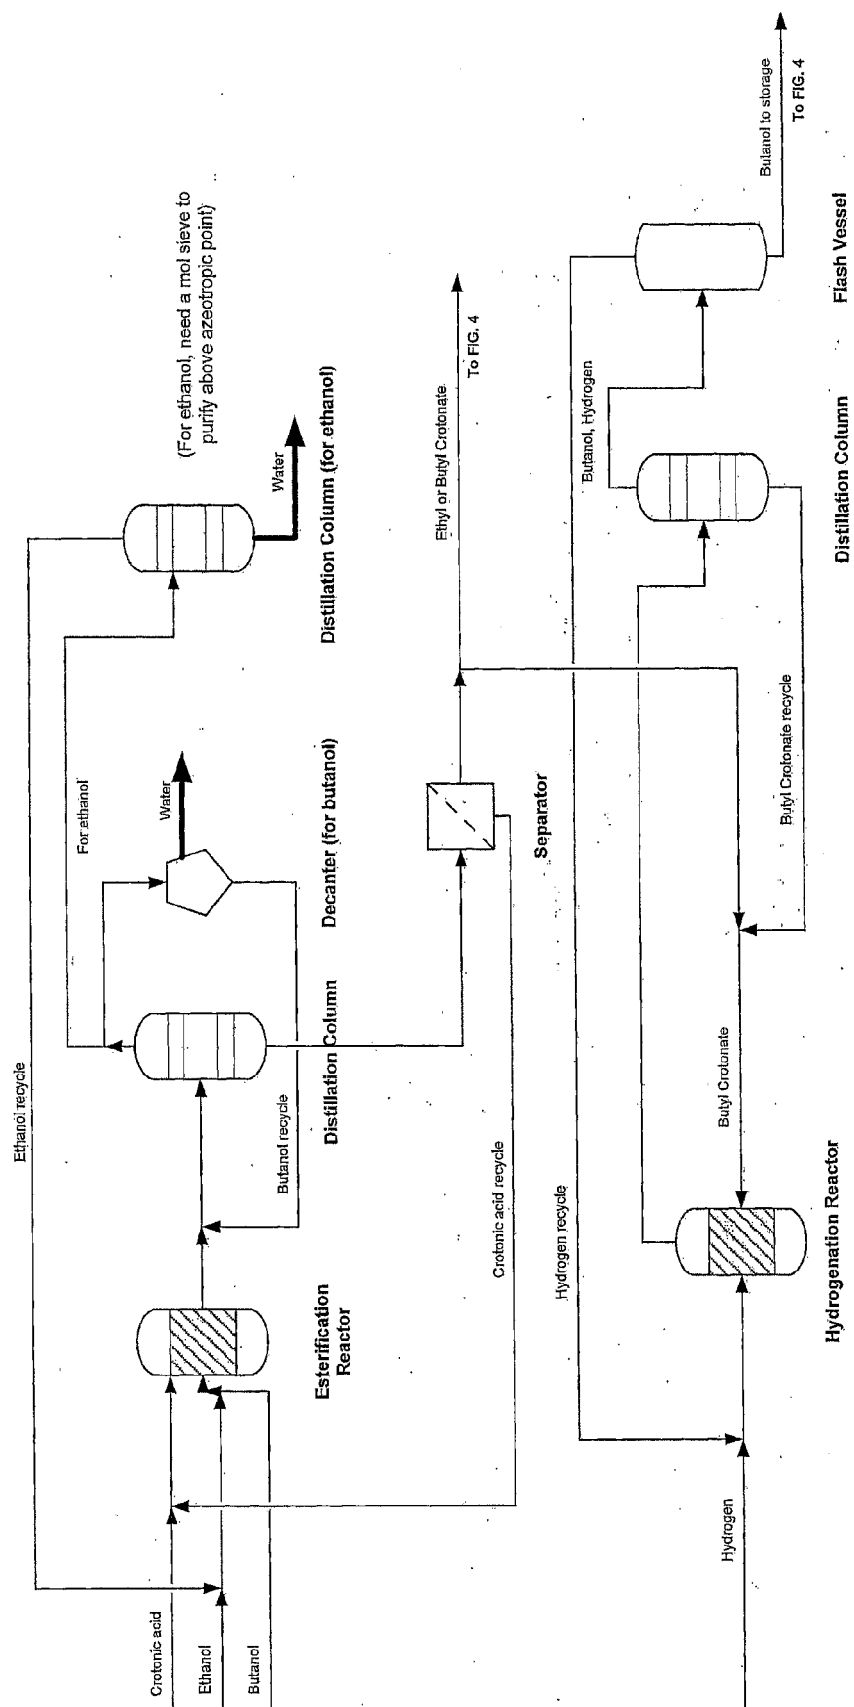 Crotonic acid
Ethanol
Butanol
Ethanol recycle
Esterification
Reactor
Butanol recycle
Distillation Column
For ethanol
Water
Decanter (for butanol)
Water
Distillation Column (for ethanol)
(For ethanol, need a mol sieve to
purify above azeotropic point)
Crotonic acid recycle
Separator
Ethyl or Butyl Crotonate
To FIG. 4
Hydrogen
Hydrogen recycle
Hydrogenation Reactor
Butyl Crotonate
Butyl Crotonate recycle
Butanol, Hydrogen
Distillation Column
Flash Vessel
Butanol to storage
To FIG. 4